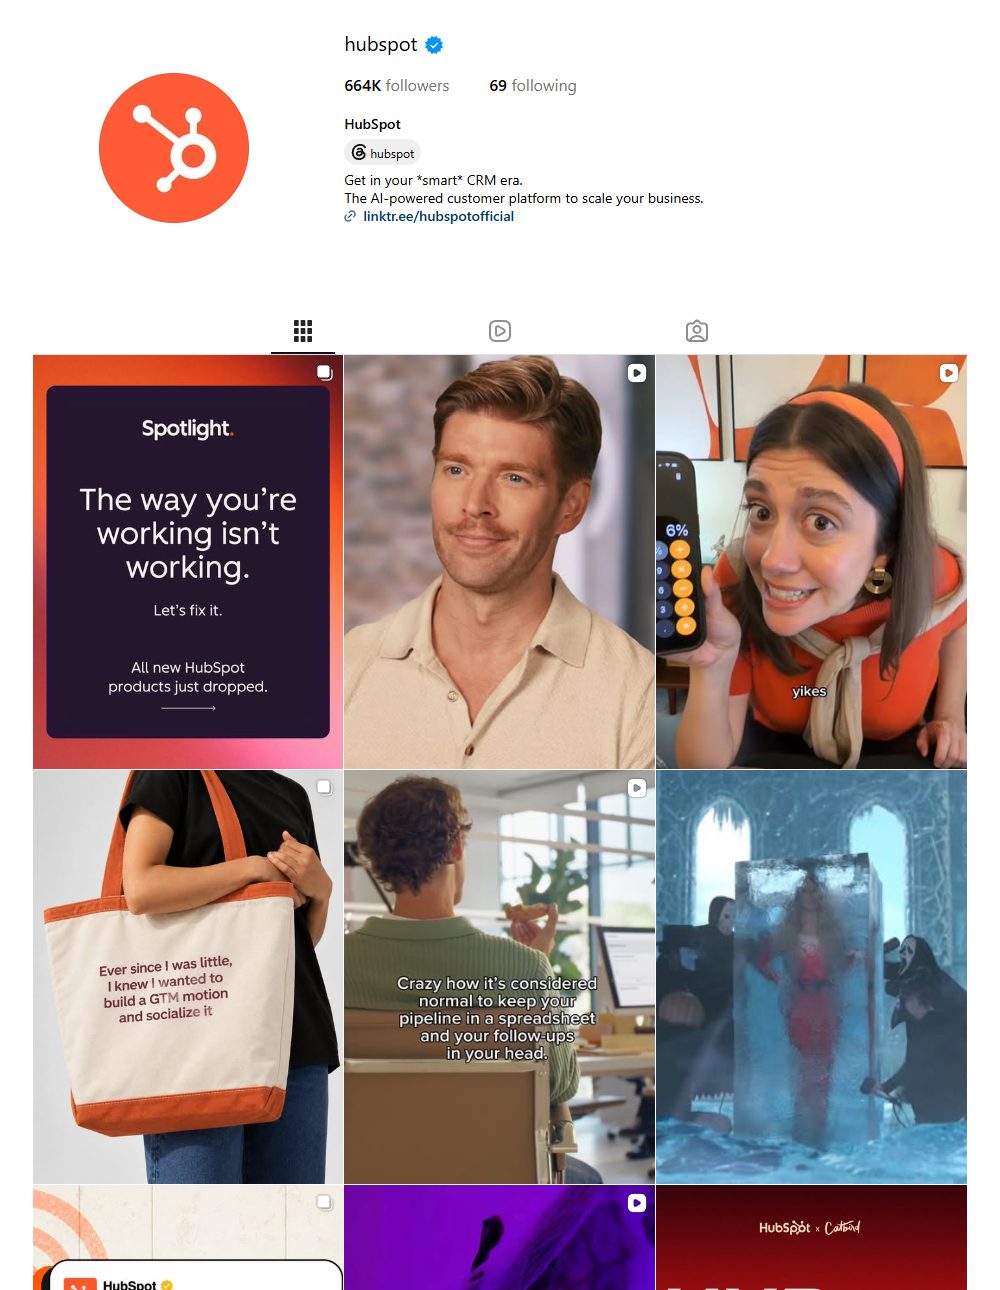 hubspot
664K followers 69 following
HubSpot
hubspot
Get in your *smart* CRM era.
The AI-powered customer platform to scale your business.
linktr.ee/hubspotofficial
Spotlight.
The way you're
working isn't
working.
Let's fix it.
All new HubSpot
products just dropped.
6%
yikes
Ever since I was little,
I knew I wanted to
build a GTM motion
and socialize it
Crazy how it's considered
normal to keep your
pipeline in a spreadsheet
and your follow-ups
in your head.
HubSpot
HubSpot x Catbird